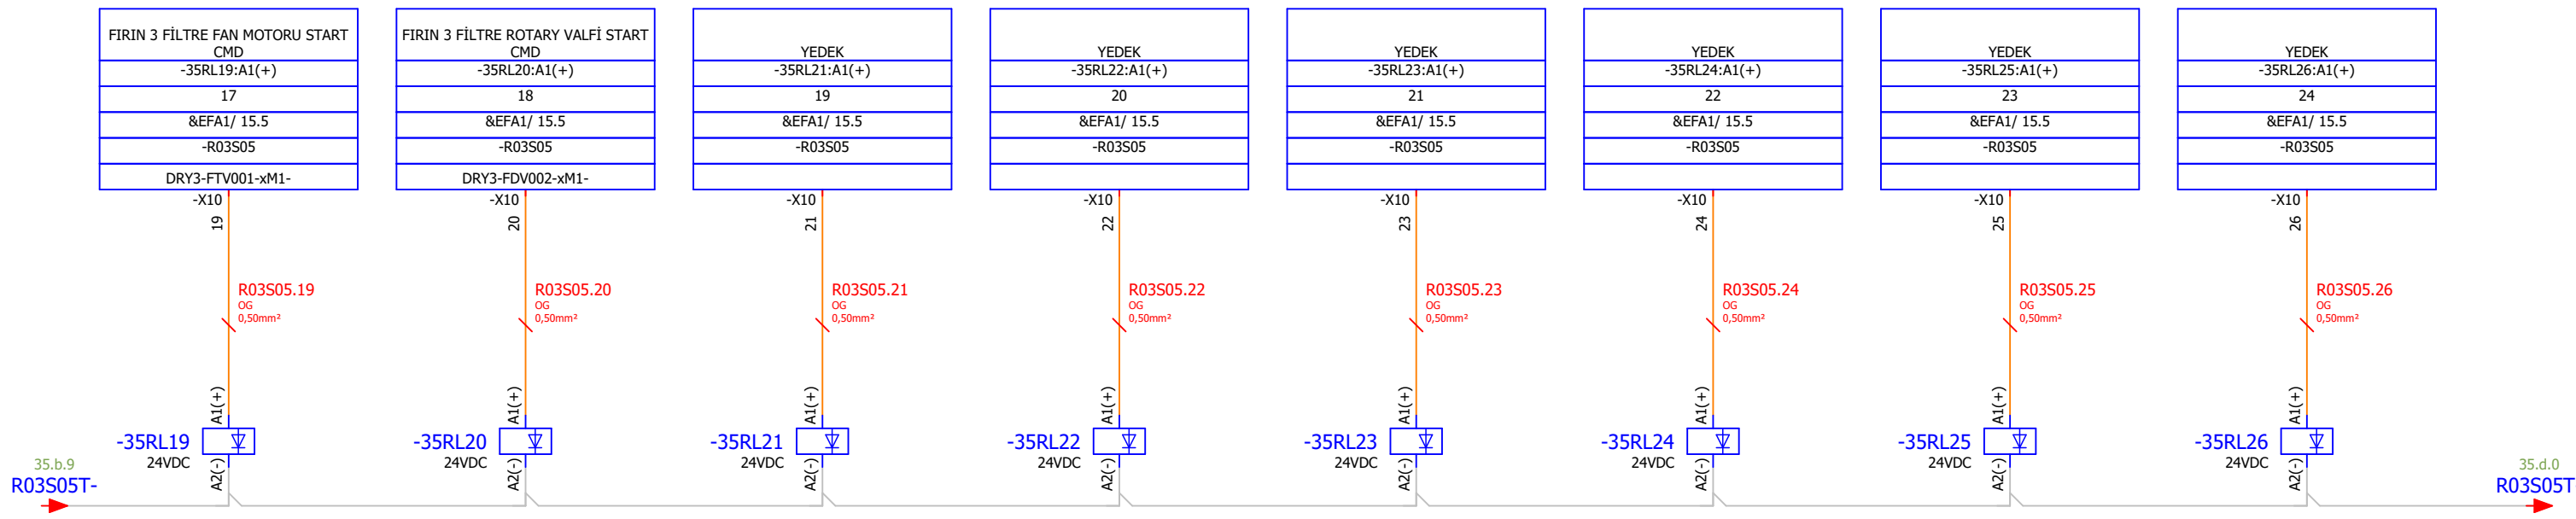 FIRIN 3 FİLTRE FAN MOTORU START
CMD
-35RL19:A1(+)
17
&EFA1/ 15.5
-R03S05
DRY3-FTV001-xM1-
FIRIN 3 FİLTRE ROTARY VALFİ START
CMD
-35RL20:A1(+)
18
&EFA1/ 15.5
-R03S05
DRY3-FDV002-xM1-
YEDEK
-35RL21:A1(+)
19
&EFA1/ 15.5
-R03S05
YEDEK
-35RL22:A1(+)
20
&EFA1/ 15.5
-R03S05
YEDEK
-35RL23:A1(+)
21
&EFA1/ 15.5
-R03S05
YEDEK
-35RL24:A1(+)
22
&EFA1/ 15.5
-R03S05
YEDEK
-35RL25:A1(+)
23
&EFA1/ 15.5
-R03S05
YEDEK
-35RL26:A1(+)
24
&EFA1/ 15.5
-R03S05
-X10
19
R03S05.19
OG
0,50mm²
A1(+)
-35RL19
24VDC
A2(-)
-X10
20
R03S05.20
OG
0,50mm²
A1(+)
-35RL20
24VDC
A2(-)
-X10
21
R03S05.21
OG
0,50mm²
A1(+)
-35RL21
24VDC
A2(-)
-X10
22
R03S05.22
OG
0,50mm²
A1(+)
-35RL22
24VDC
A2(-)
-X10
23
R03S05.23
OG
0,50mm²
A1(+)
-35RL23
24VDC
A2(-)
-X10
24
R03S05.24
OG
0,50mm²
A1(+)
-35RL24
24VDC
A2(-)
-X10
25
R03S05.25
OG
0,50mm²
A1(+)
-35RL25
24VDC
A2(-)
-X10
26
R03S05.26
OG
0,50mm²
A1(+)
-35RL26
24VDC
A2(-)
35.b.9
R03S05T-
35.d.0
R03S05T